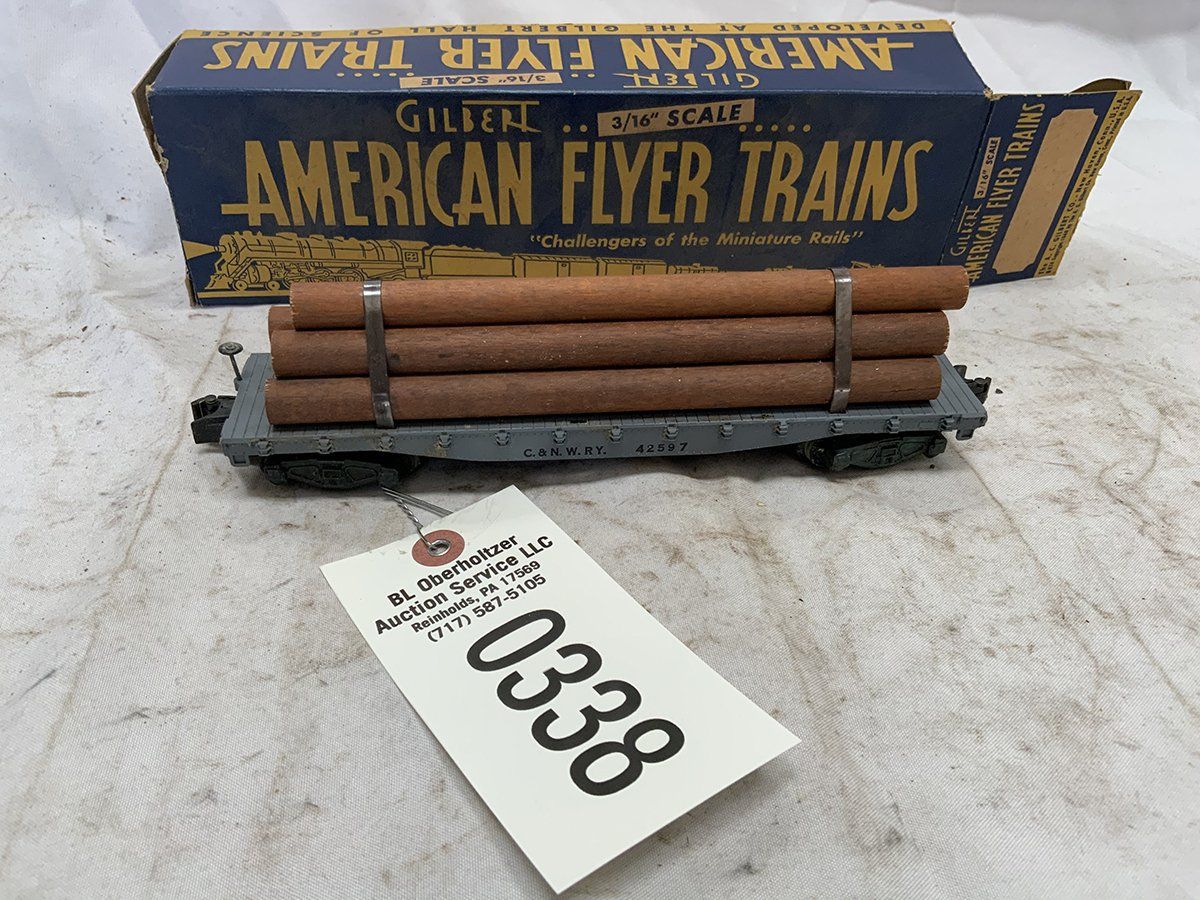 DEVELOPED AT THE GILBERT HALL OF SCIENCE
AMERICAN FLYER TRAINS
GILBERT
3/16" SCALE
GILBERT
3/16" SCALE
AMERICAN FLYER TRAINS
"Challengers of the Miniature Rails"
GILBERT
3/16" SCALE
AMERICAN FLYER TRAINS
C. & N. W. RY. 42597
BL Oberholtzer
Auction Service LLC
Reinholds, PA 17569
(717) 587-5105
0338